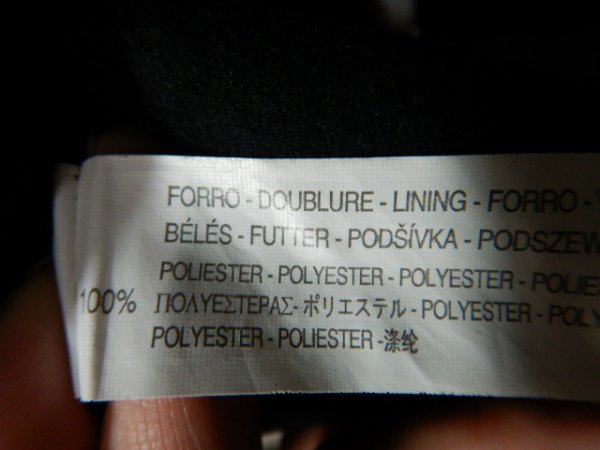 FORRO - DOUBLURE - LINING - FORRO -
BÉLÉS - FUTTER - PODŠÍVKA - PODSZEW
POLIESTER - POLYESTER - POLYESTER - POLIE
100% ΠΟΛΥΕΣΤΕΡΑΣ - ポリエステル - POLYESTER - POLY
POLYESTER - POLIESTER - 涤纶